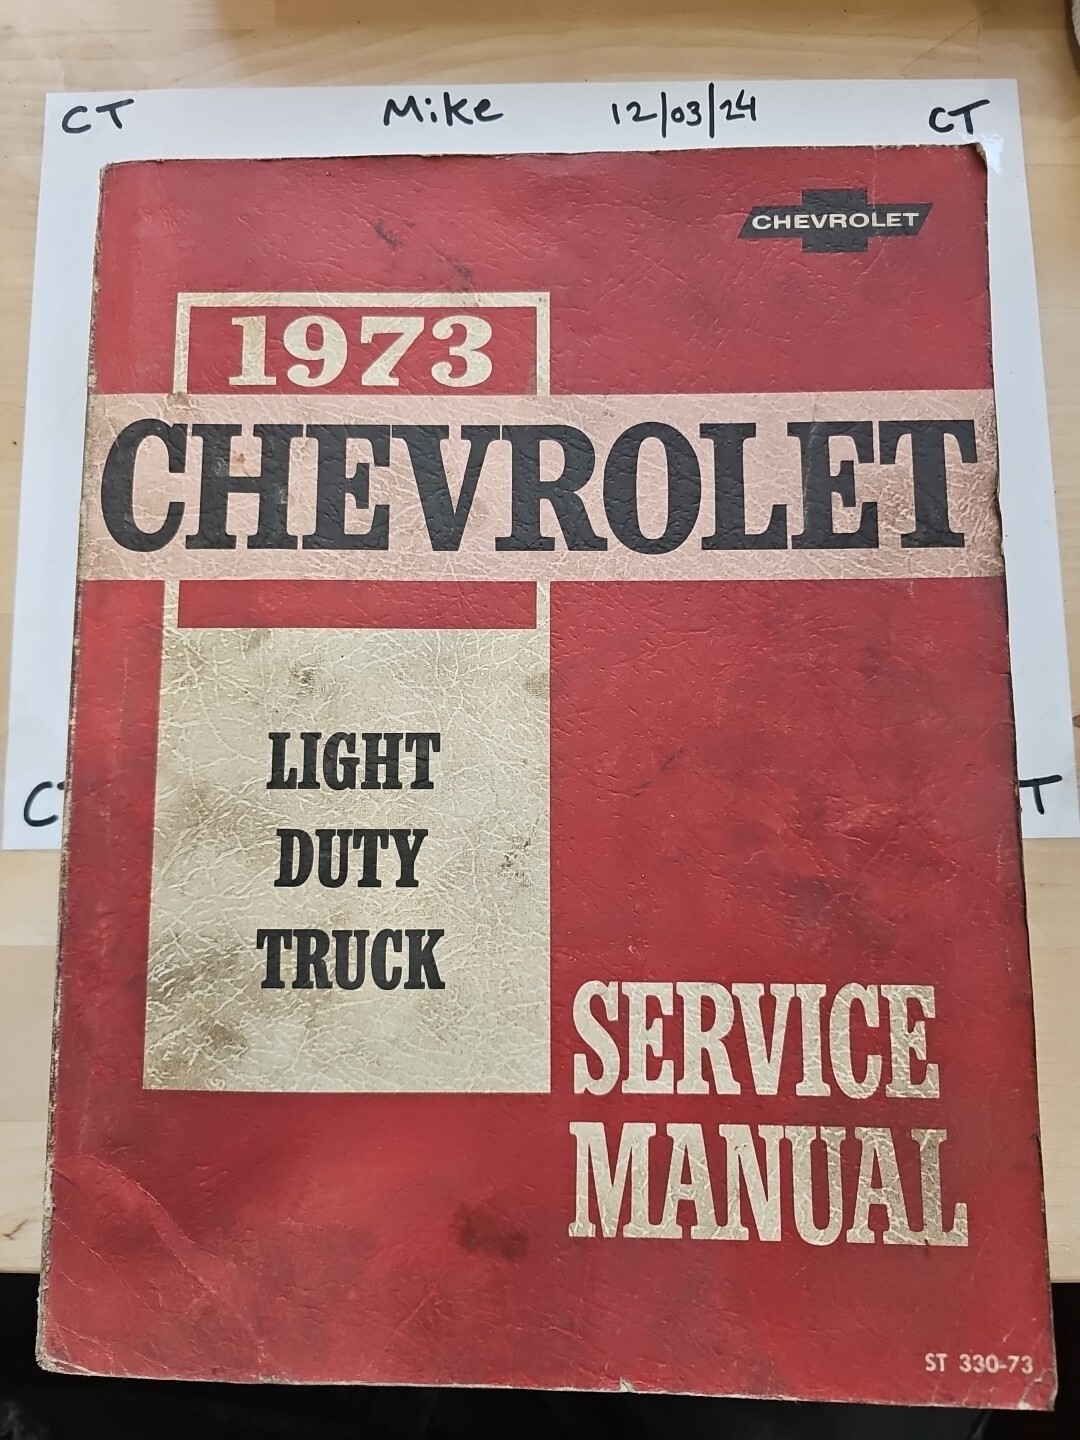 CT Mike 12/03/24 CT
CHEVROLET
1973
CHEVROLET
LIGHT
DUTY
TRUCK
C T
SERVICE
MANUAL
ST 330-73